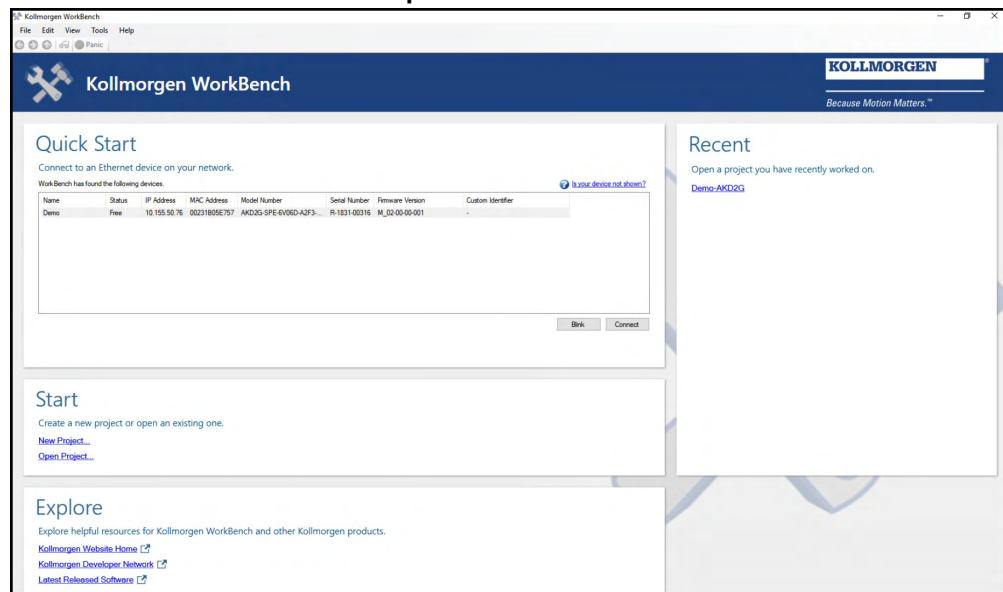 Kollmorgen WorkBench
File Edit View Tools Help
Panic
Kollmorgen WorkBench
KOLLMORGEN
Because Motion Matters.™
Quick Start
Connect to an Ethernet device on your network.
WorkBench has found the following devices.
Is your device not shown?
Name Status IP Address MAC Address Model Number Serial Number Firmware Version Custom Identifier
Demo Free 10.155.50.76 00231B05E757 AKD2G-SPE-6V06D-A2F3-... R-1831-00316 M_02-00-00-001 -
Blink Connect
Recent
Open a project you have recently worked on.
Demo-AKD2G
Start
Create a new project or open an existing one.
New Project...
Open Project...
Explore
Explore helpful resources for Kollmorgen WorkBench and other Kollmorgen products.
Kollmorgen Website Home
Kollmorgen Developer Network
Latest Released Software